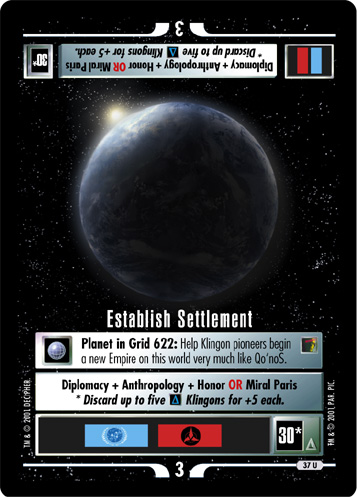 3
Diplomacy + Anthropology + Honor OR Miral Paris
* Discard up to five Klingons for +5 each.
30*
Establish Settlement
Planet in Grid 622: Help Klingon pioneers begin
a new Empire on this world very much like Qo'noS.
Diplomacy + Anthropology + Honor OR Miral Paris
* Discard up to five Δ Klingons for +5 each.
30* Δ
37 U
3
TM & © 2001 DECIPHER.
TM & © 2001 PAR. PIC.